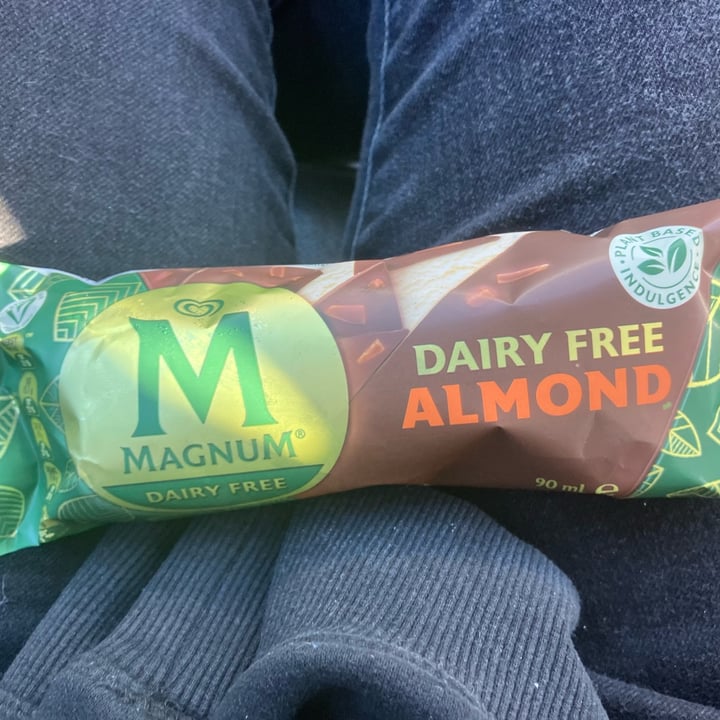 M
MAGNUM®
DAIRY FREE
DAIRY FREE
ALMOND
PLANT BASED
INDULGENCE
90 ml e